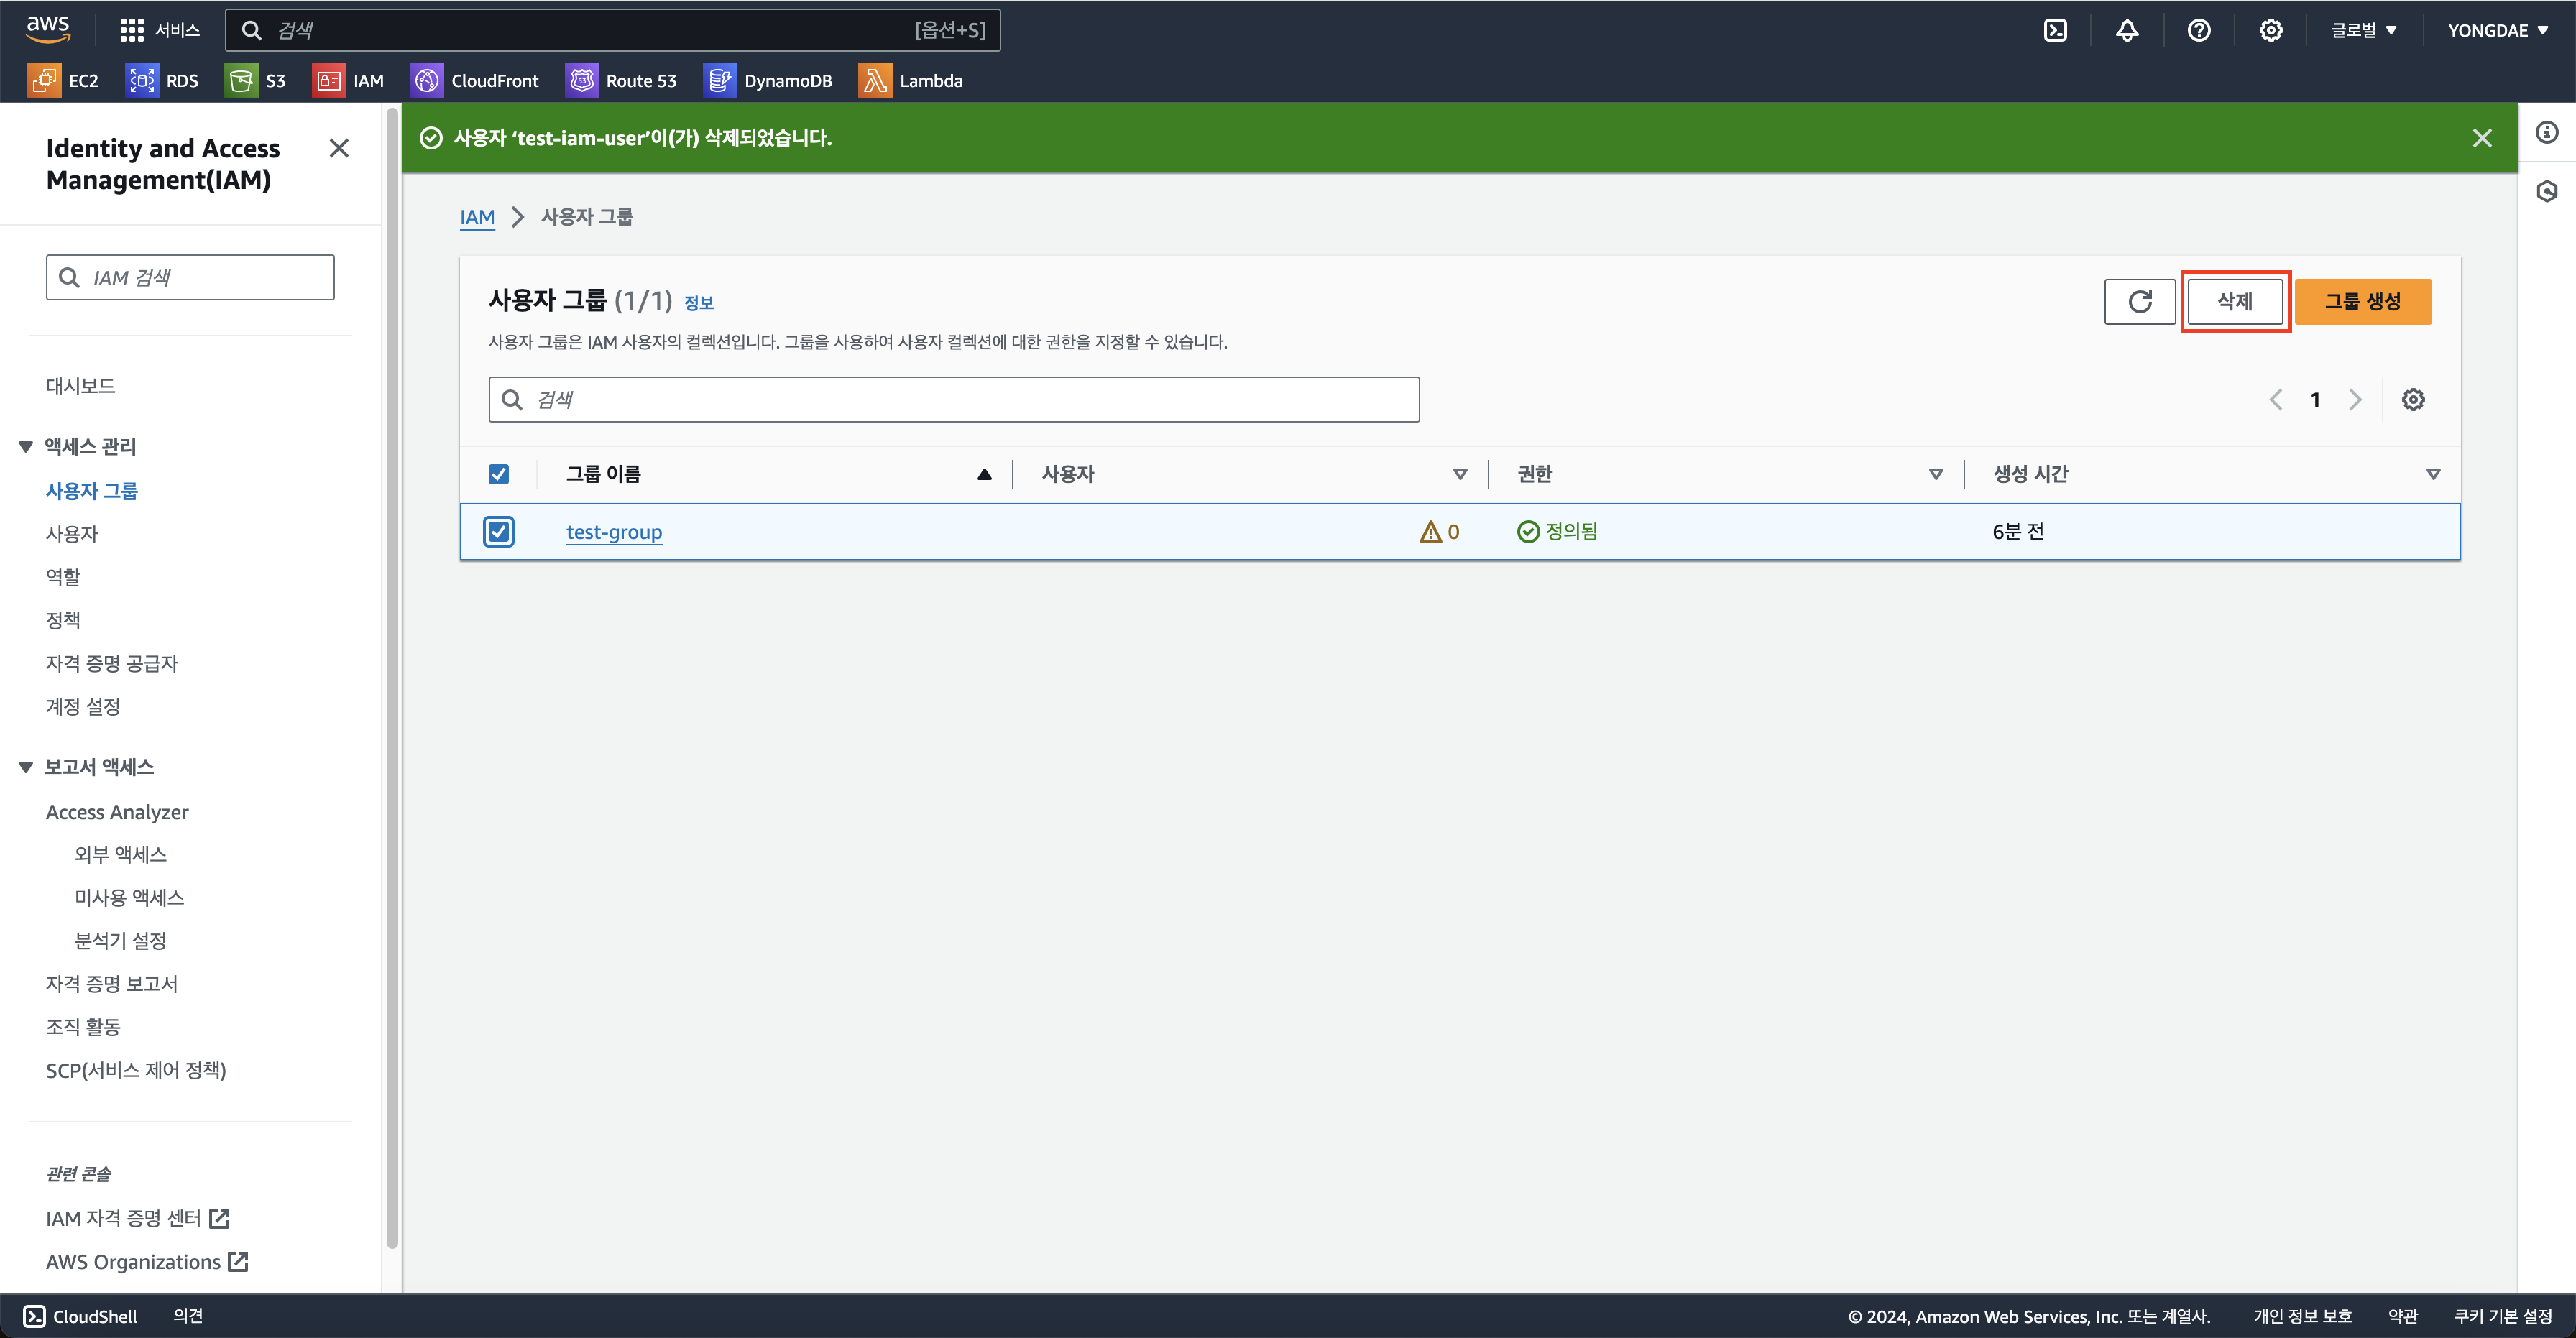 aws 서비스 검색 [옵션+S] 글로벌 YONGDAE
EC2 RDS S3 IAM CloudFront Route 53 DynamoDB Lambda
Identity and Access
Management(IAM)
IAM 검색
대시보드
액세스 관리
사용자 그룹
사용자
역할
정책
자격 증명 공급자
계정 설정
보고서 액세스
Access Analyzer
외부 액세스
미사용 액세스
분석기 설정
자격 증명 보고서
조직 활동
SCP(서비스 제어 정책)
관련 콘솔
IAM 자격 증명 센터
AWS Organizations
사용자 ‘test-iam-user’이(가) 삭제되었습니다.
IAM 사용자 그룹
사용자 그룹 (1/1) 정보
삭제 그룹 생성
사용자 그룹은 IAM 사용자의 컬렉션입니다. 그룹을 사용하여 사용자 컬렉션에 대한 권한을 지정할 수 있습니다.
검색
1
그룹 이름 사용자 권한 생성 시간
test-group 0 정의됨 6분 전
CloudShell 의견 © 2024, Amazon Web Services, Inc. 또는 계열사. 개인 정보 보호 약관 쿠키 기본 설정